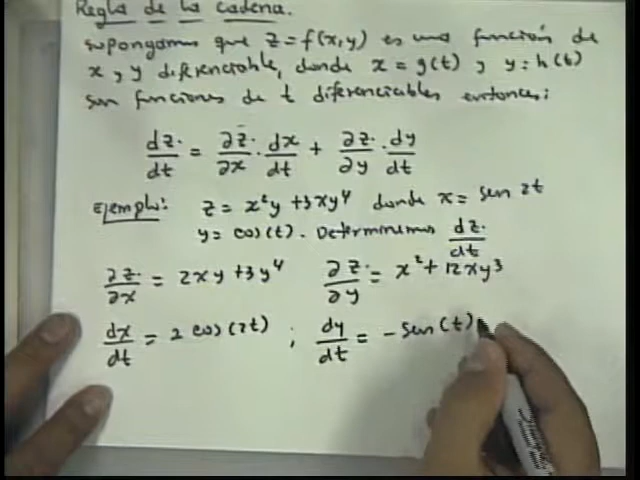 Regla de la cadena.
supongamos que z = f(x,y) es una función de
x, y diferenciable, donde x = g(t) y y = h(t)
son funciones de t diferenciables entonces:
dz/dt = ∂z/∂x · dx/dt + ∂z/∂y · dy/dt
Ejemplo: z = x²y + 3xy⁴ donde x = sen 2t
y = cos(t). Determinemos dz/dt
∂z/∂x = 2xy + 3y⁴ ∂z/∂y = x² + 12xy³
dx/dt = 2 cos(2t) ; dy/dt = - sen(t)